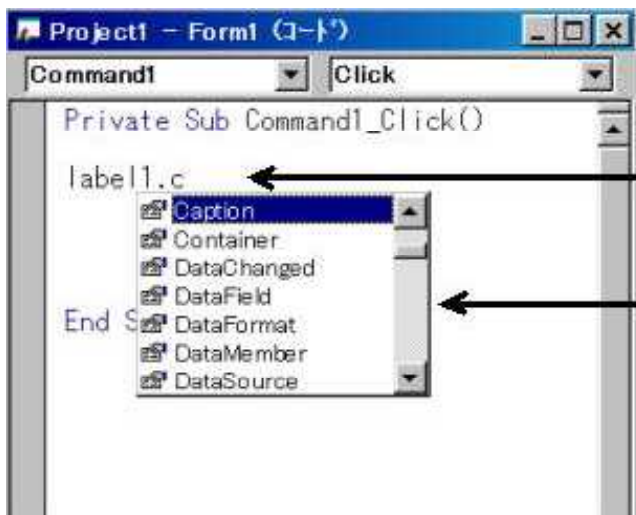 Project1 - Form1 (ｺｰﾄﾞ)
Command1 Click
Private Sub Command1_Click()
label1.c
Caption
Container
DataChanged
DataField
End S
DataFormat
DataMember
DataSource